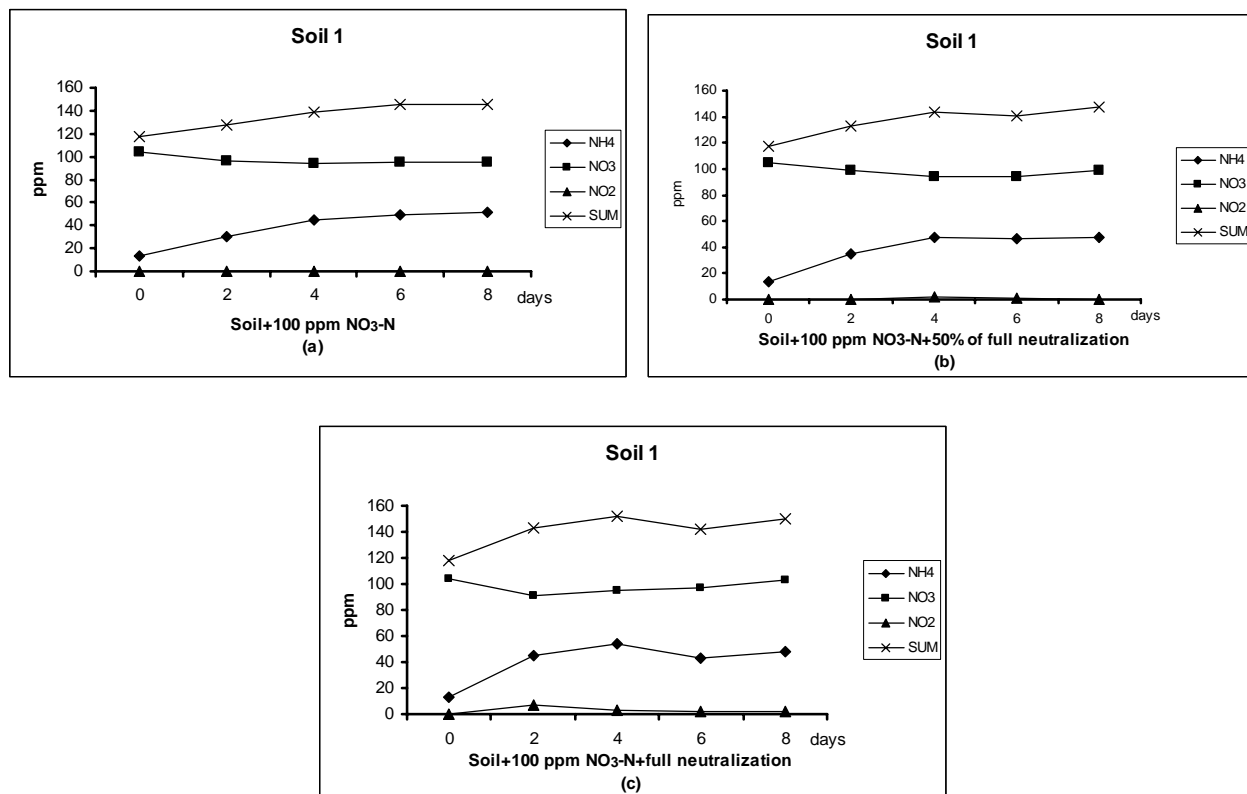 Soil 1
160
140
120
100
80
60
40
20
0
ppm
0 2 4 6 8 days
NH4
NO3
NO2
SUM
Soil+100 ppm NO₃-N
(a)
Soil 1
160
140
120
100
80
60
40
20
0
ppm
0 2 4 6 8 days
NH4
NO3
NO2
SUM
Soil+100 ppm NO3-N+50% of full neutralization
(b)
Soil 1
160
140
120
100
80
60
40
20
0
ppm
0 2 4 6 8 days
NH4
NO3
NO2
SUM
Soil+100 ppm NO₃-N+full neutralization
(c)